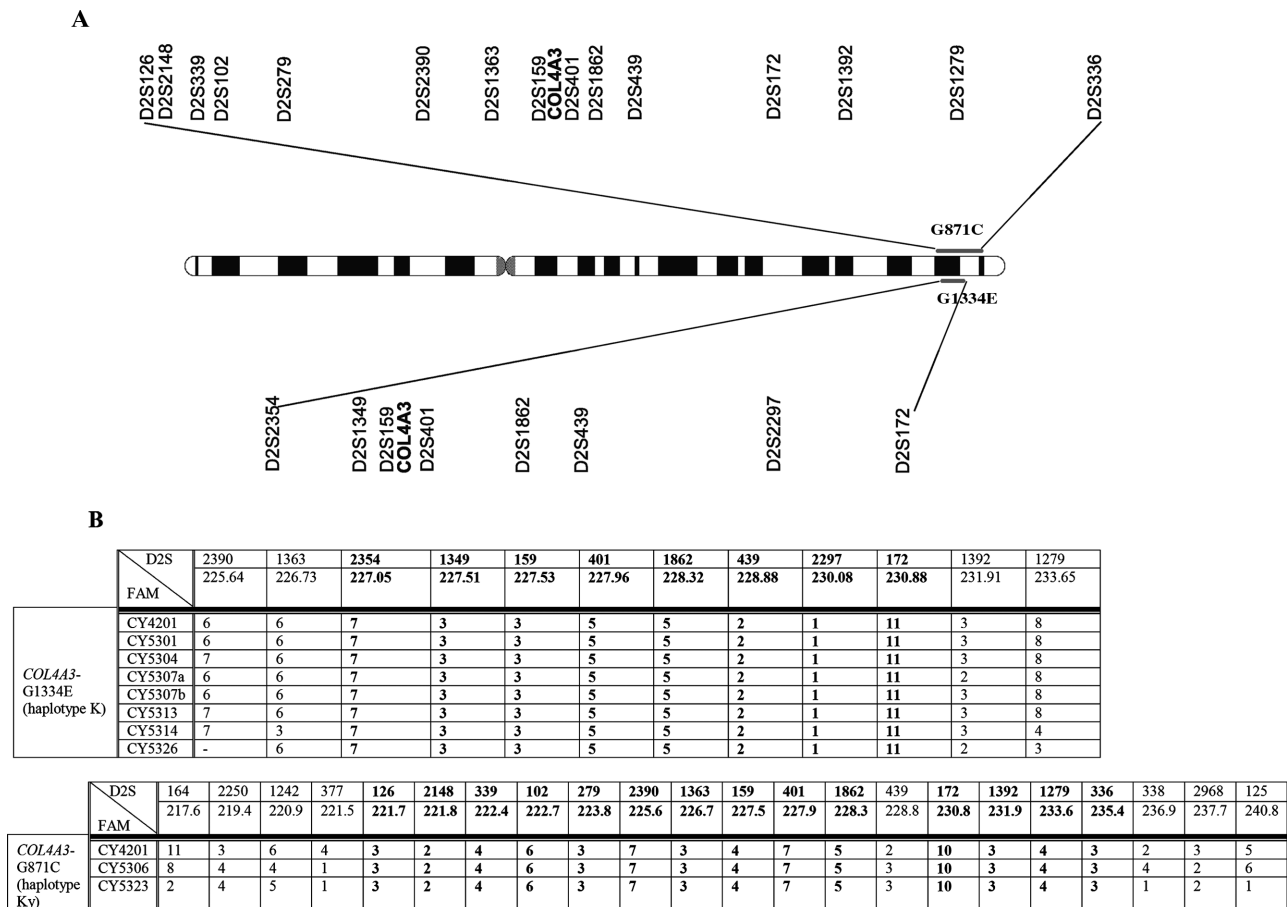 A
D2S126 D2S2148 D2S339 D2S102 D2S279 D2S2390 D2S1363 D2S159 COL4A3 D2S401 D2S1862 D2S439 D2S172 D2S1392 D2S1279 D2S336
G871C
G1334E
D2S2354 D2S1349 D2S159 COL4A3 D2S401 D2S1862 D2S439 D2S2297 D2S172
B
D2S 2390 1363 2354 1349 159 401 1862 439 2297 172 1392 1279
225.64 226.73 227.05 227.51 227.53 227.96 228.32 228.88 230.08 230.88 231.91 233.65
FAM
COL4A3-
G1334E
(haplotype K)
CY4201 6 6 7 3 3 5 5 2 1 11 3 8
CY5301 6 6 7 3 3 5 5 2 1 11 3 8
CY5304 7 6 7 3 3 5 5 2 1 11 3 8
CY5307a 6 6 7 3 3 5 5 2 1 11 2 8
CY5307b 6 6 7 3 3 5 5 2 1 11 3 8
CY5313 7 6 7 3 3 5 5 2 1 11 3 8
CY5314 7 3 7 3 3 5 5 2 1 11 3 4
CY5326 - 6 7 3 3 5 5 2 1 11 2 3
D2S 164 2250 1242 377 126 2148 339 102 279 2390 1363 159 401 1862 439 172 1392 1279 336 338 2968 125
217.6 219.4 220.9 221.5 221.7 221.8 222.4 222.7 223.8 225.6 226.7 227.5 227.9 228.3 228.8 230.8 231.9 233.6 235.4 236.9 237.7 240.8
FAM
COL4A3-
G871C
(haplotype
Ky)
CY4201 11 3 6 4 3 2 4 6 3 7 3 4 7 5 2 10 3 4 3 2 3 5
CY5306 8 4 4 1 3 2 4 6 3 7 3 4 7 5 3 10 3 4 3 4 2 6
CY5323 2 4 5 1 3 2 4 6 3 7 3 4 7 5 3 10 3 4 3 1 2 1